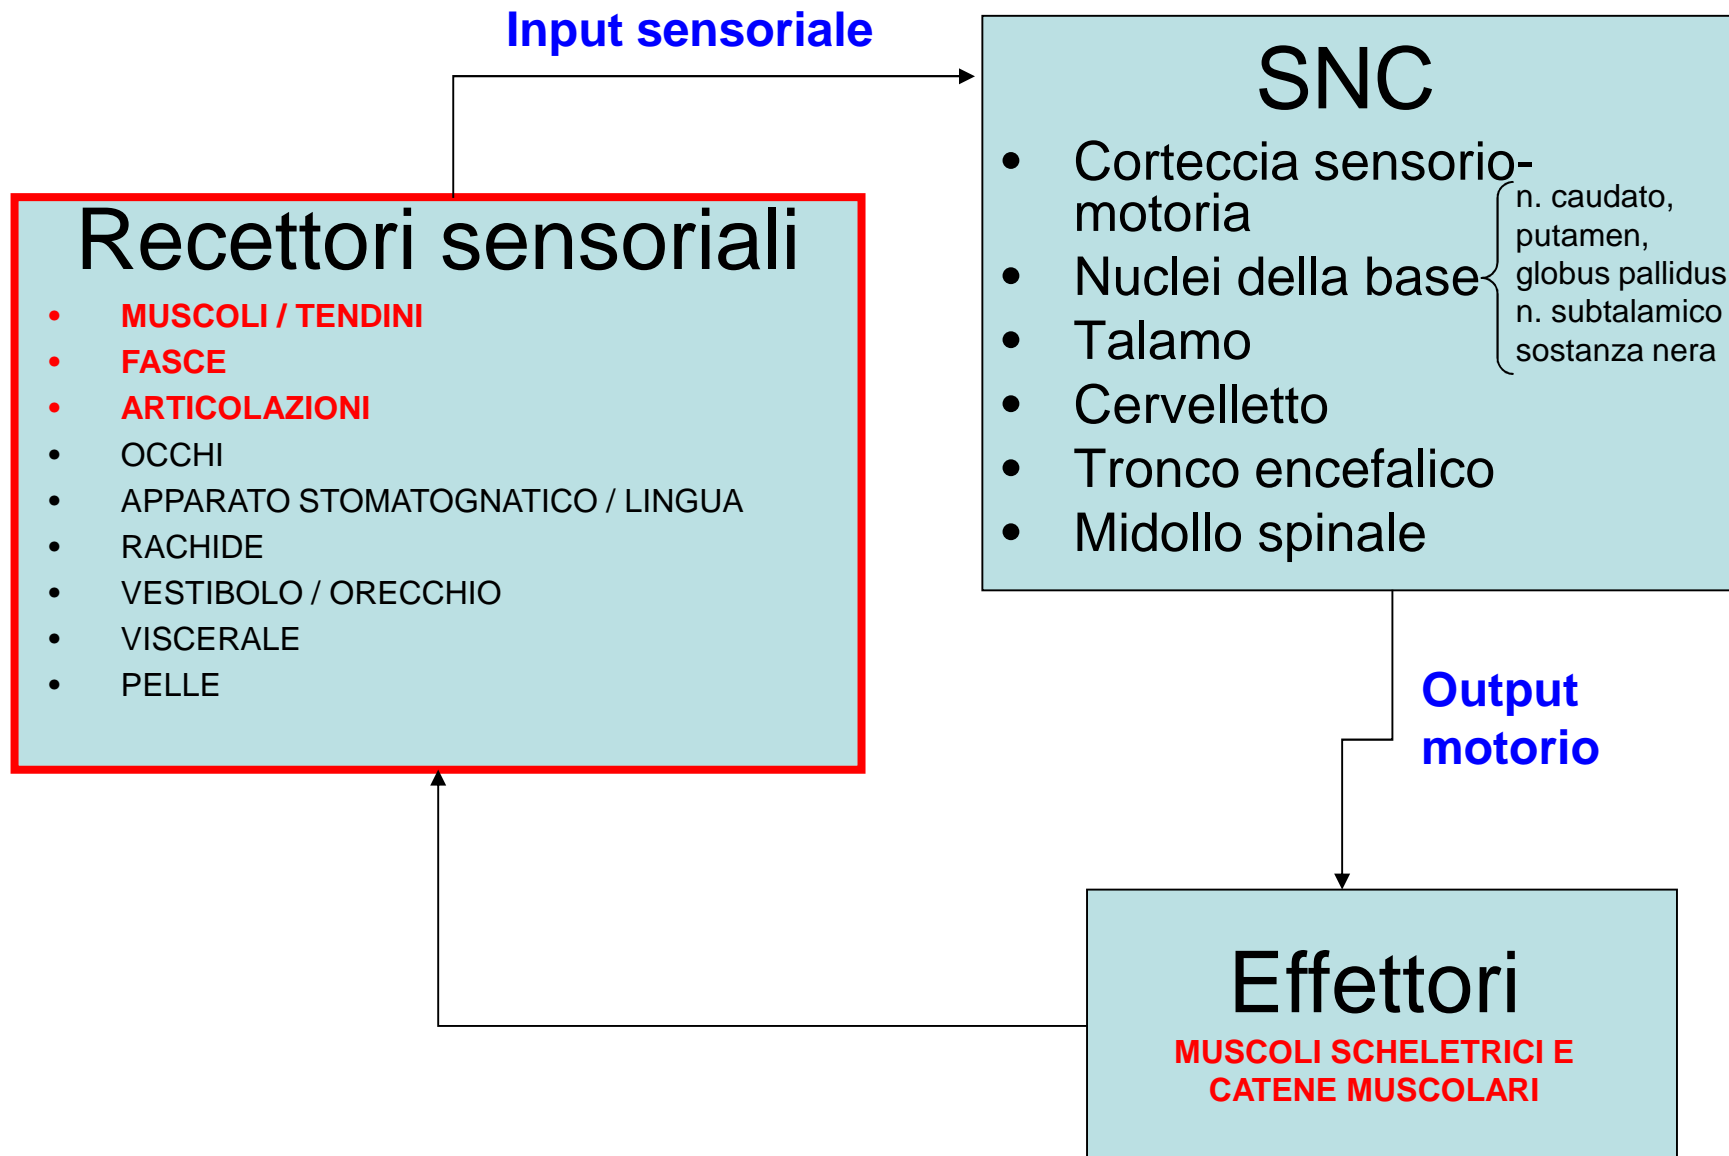 Input sensoriale
Recettori sensoriali
• MUSCOLI / TENDINI
• FASCE
• ARTICOLAZIONI
• OCCHI
• APPARATO STOMATOGNATICO / LINGUA
• RACHIDE
• VESTIBOLO / ORECCHIO
• VISCERALE
• PELLE
SNC
• Corteccia sensorio-
motoria
• Nuclei della base
n. caudato,
putamen,
globus pallidus
n. subtalamico
sostanza nera
• Talamo
• Cervelletto
• Tronco encefalico
• Midollo spinale
Output
motorio
Effettori
MUSCOLI SCHELETRICI E
CATENE MUSCOLARI